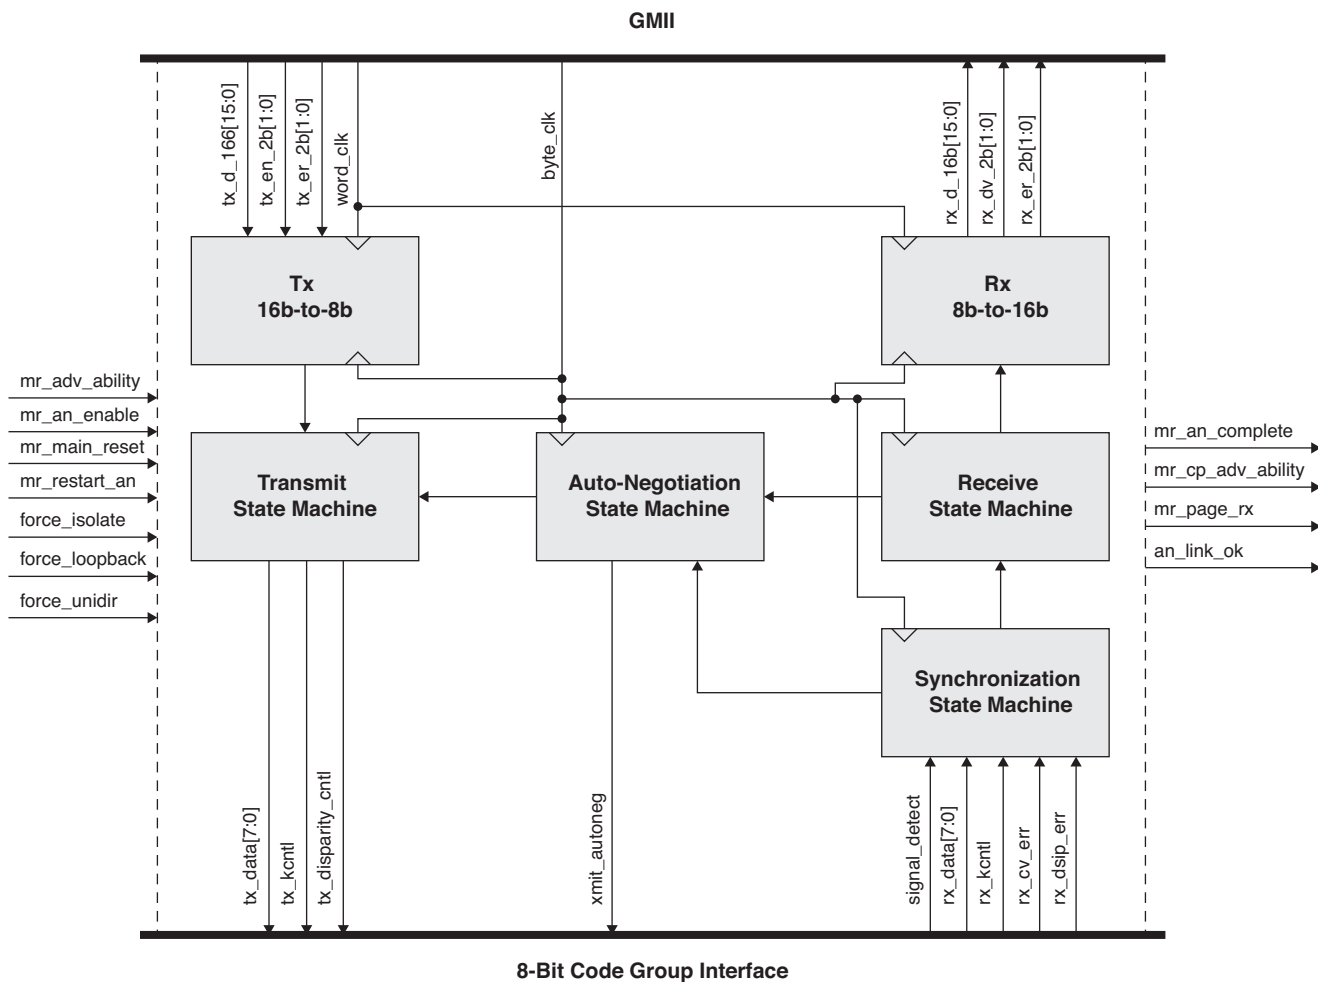 GMII
tx_d_166[15:0]
tx_en_2b[1:0]
tx_er_2b[1:0]
word_clk
byte_clk
rx_d_16b[15:0]
rx_dv_2b[1:0]
rx_er_2b[1:0]
Tx
16b-to-8b
Rx
8b-to-16b
mr_adv_ability
mr_an_enable
mr_main_reset
mr_restart_an
force_isolate
force_loopback
force_unidir
Transmit
State Machine
Auto-Negotiation
State Machine
Receive
State Machine
mr_an_complete
mr_cp_adv_ability
mr_page_rx
an_link_ok
Synchronization
State Machine
tx_data[7:0]
tx_kcntl
tx_disparity_cntl
xmit_autoneg
signal_detect
rx_data[7:0]
rx_kcntl
rx_cv_err
rx_dsip_err
8-Bit Code Group Interface